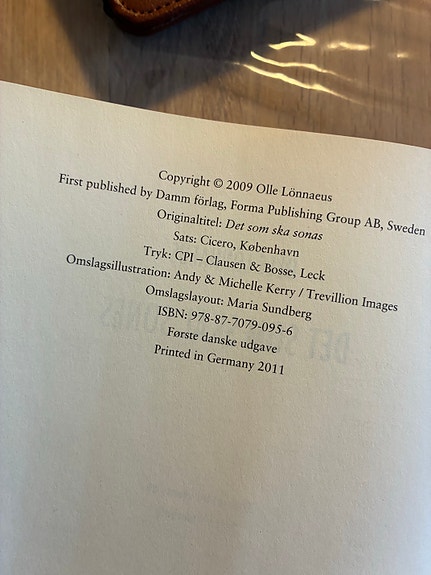 Copyright © 2009 Olle Lönnaeus
First published by Damm förlag, Forma Publishing Group AB, Sweden
Originaltitel: Det som ska sonas
Sats: Cicero, København
Tryk: CPI – Clausen & Bosse, Leck
Omslagsillustration: Andy & Michelle Kerry / Trevillion Images
Omslagslayout: Maria Sundberg
ISBN: 978-87-7079-095-6
Første danske udgave
Printed in Germany 2011